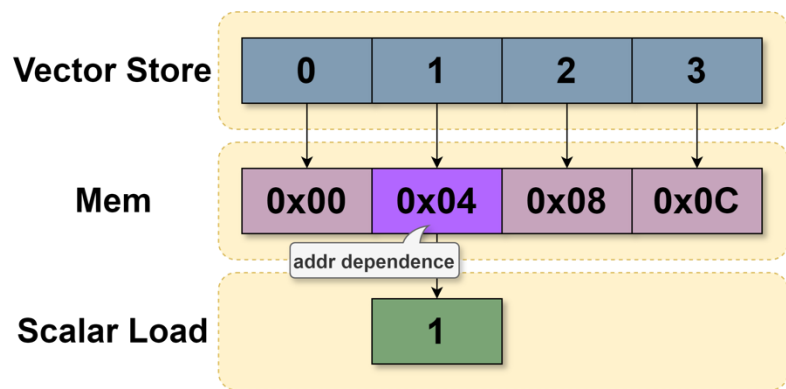 Vector Store 0 1 2 3
Mem 0x00 0x04 0x08 0x0C
addr dependence
Scalar Load 1